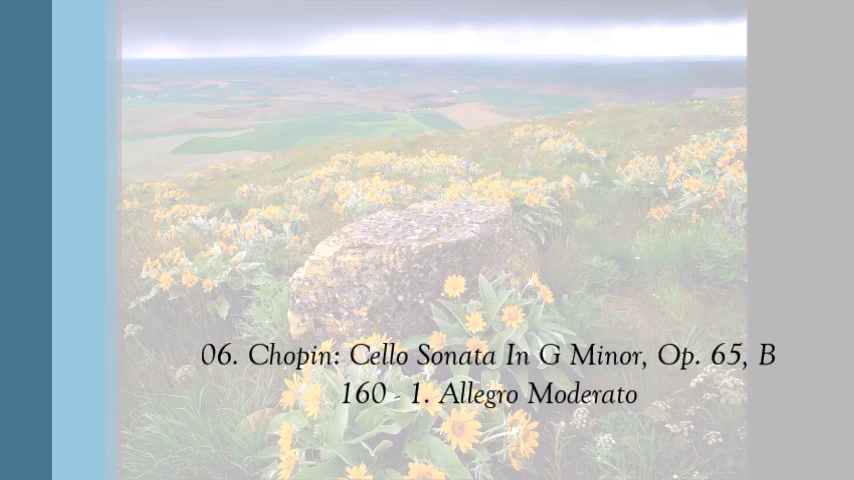 06. Chopin: Cello Sonata In G Minor, Op. 65, B
160 - 1. Allegro Moderato